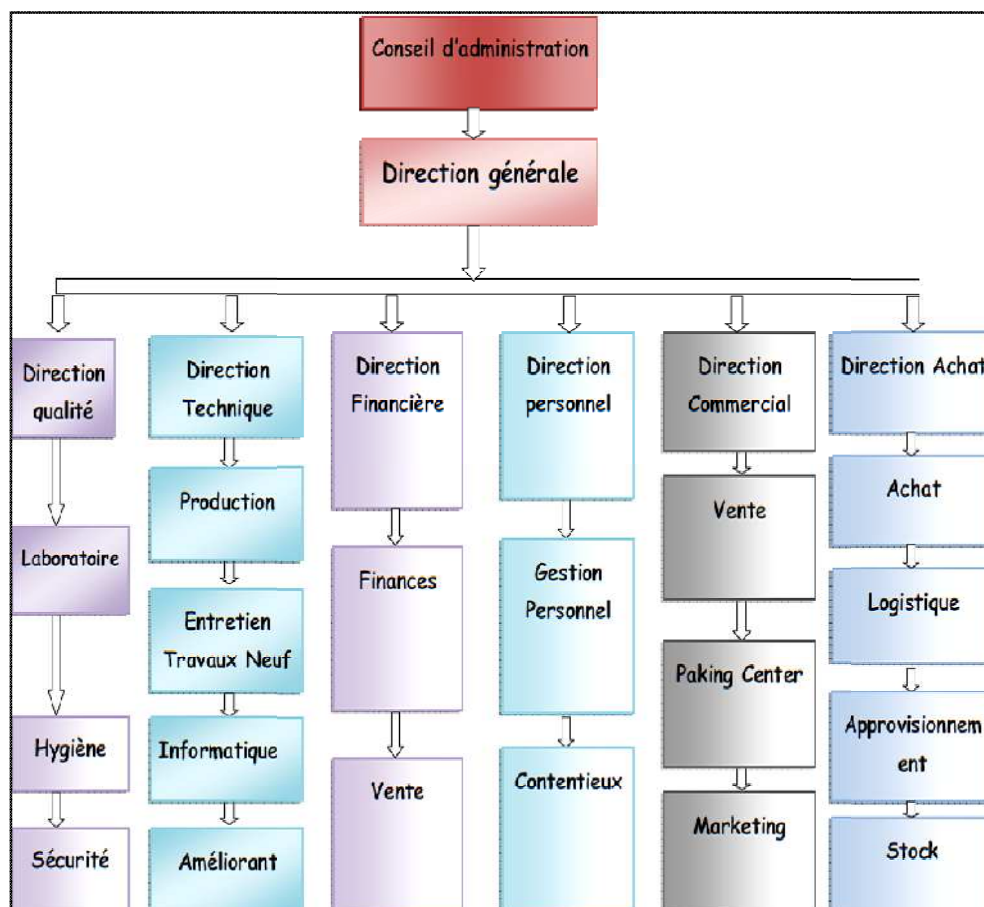 Conseil d'administration
Direction générale
Direction
qualité
Laboratoire
Hygiène
Sécurité
Direction
Technique
Production
Entretien
Travaux Neuf
Informatique
Améliorant
Direction
Financière
Finances
Vente
Direction
personnel
Gestion
Personnel
Contentieux
Direction
Commercial
Vente
Paking Center
Marketing
Direction Achat
Achat
Logistique
Approvisionnem
ent
Stock